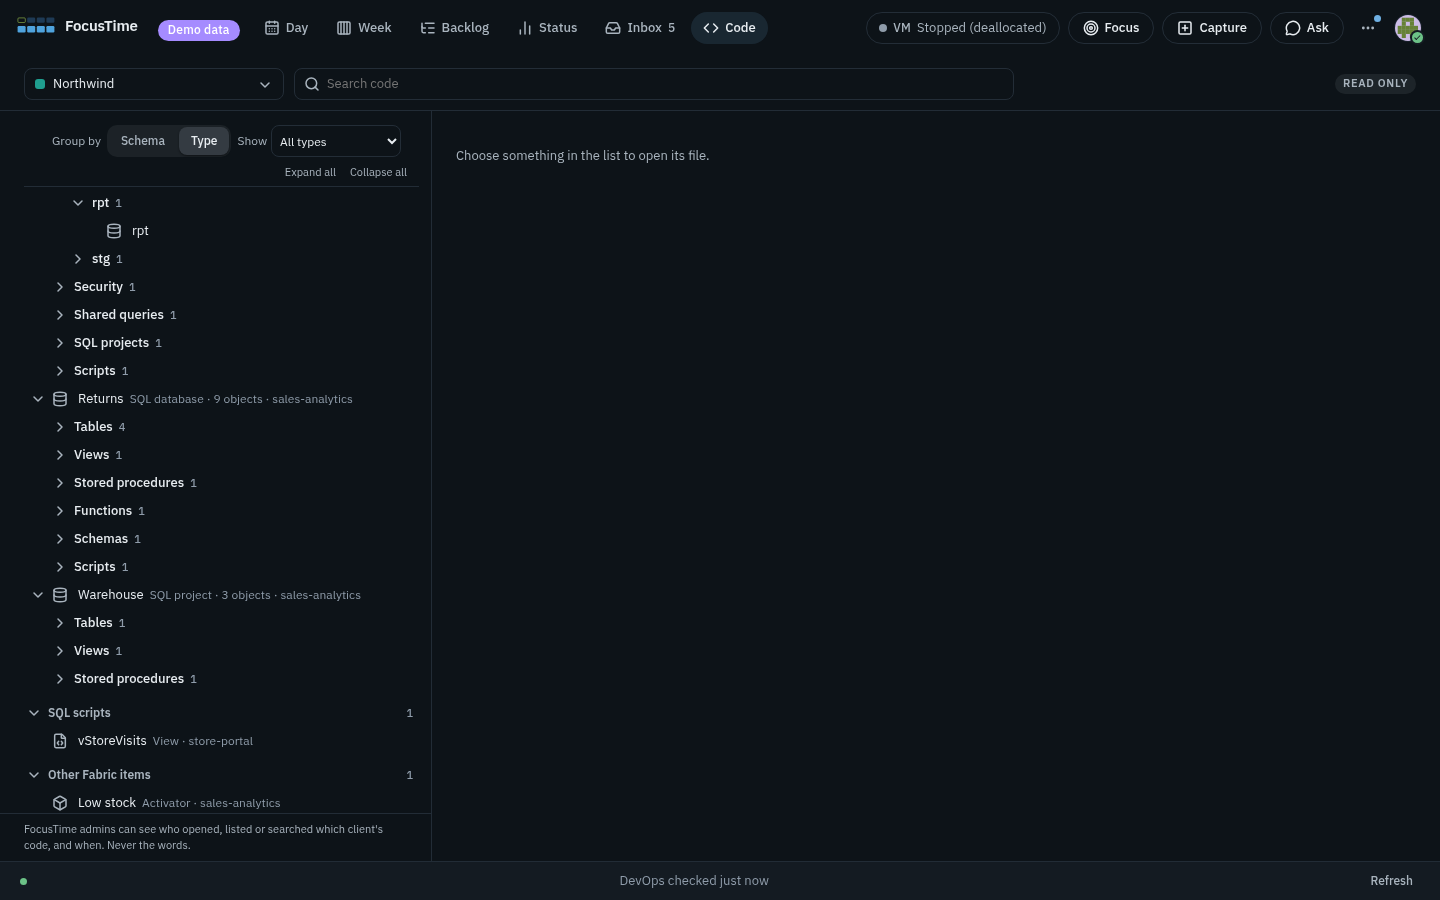 FocusTime
Demo data
Day
Week
Backlog
Status
Inbox 5
Code
VM Stopped (deallocated)
Focus
Capture
Ask
Northwind
Search code
READ ONLY
Group by Schema Type Show All types
Expand all Collapse all
rpt 1
rpt
stg 1
Security 1
Shared queries 1
SQL projects 1
Scripts 1
Returns SQL database · 9 objects · sales-analytics
Tables 4
Views 1
Stored procedures 1
Functions 1
Schemas 1
Scripts 1
Warehouse SQL project · 3 objects · sales-analytics
Tables 1
Views 1
Stored procedures 1
SQL scripts 1
vStoreVisits View · store-portal
Other Fabric items 1
Low stock Activator · sales-analytics
FocusTime admins can see who opened, listed or searched which client's
code, and when. Never the words.
Choose something in the list to open its file.
DevOps checked just now
Refresh